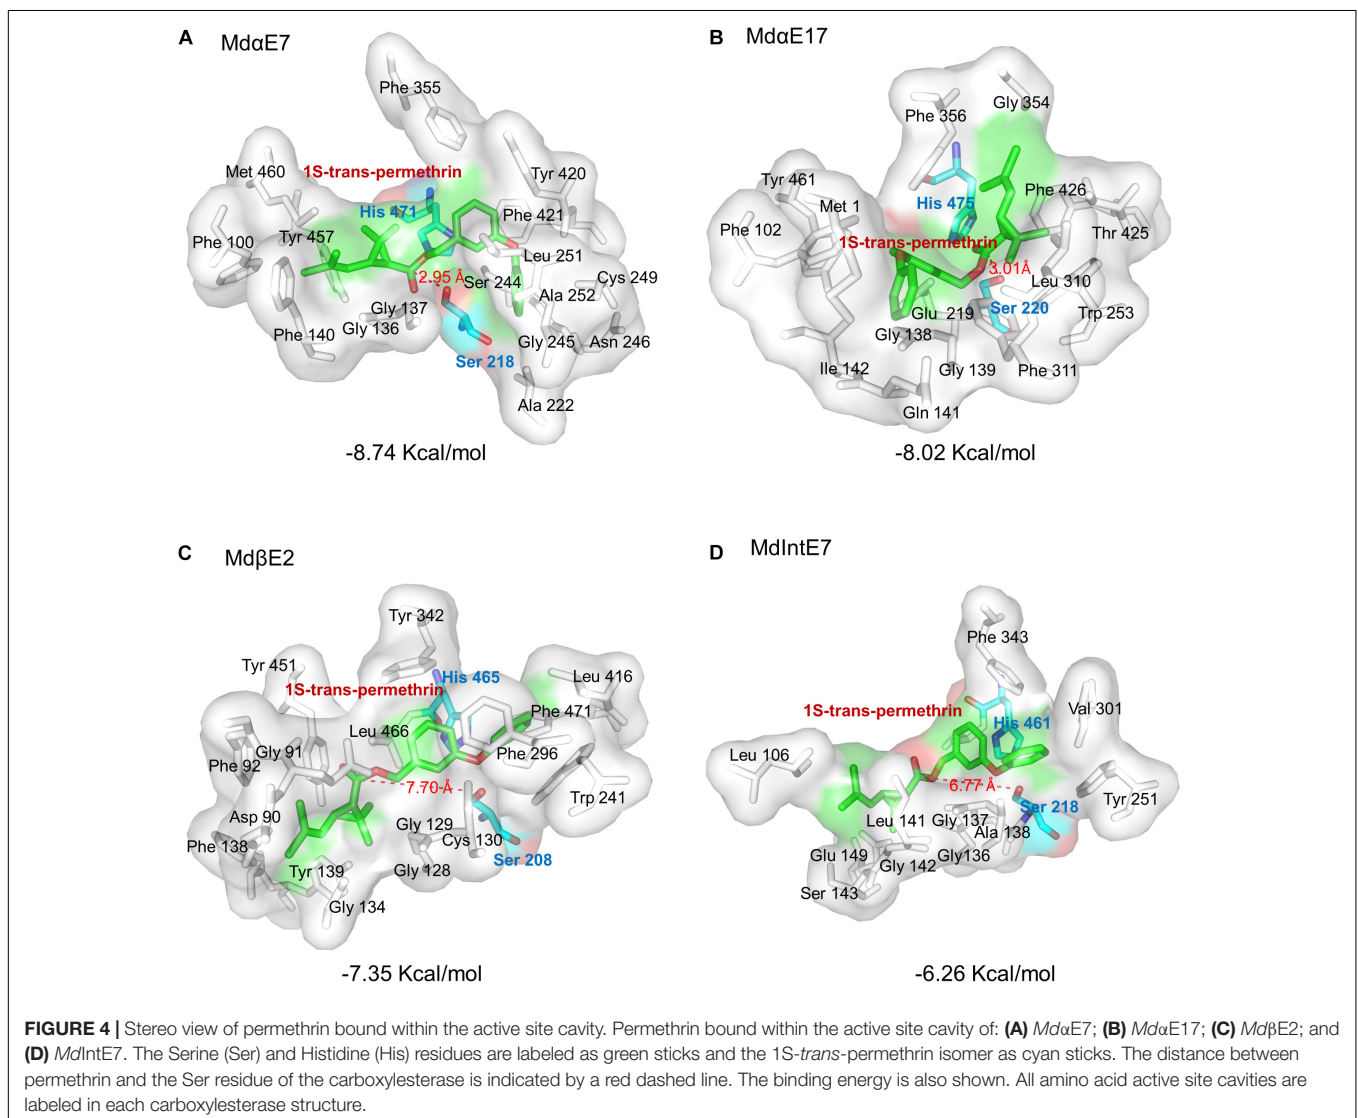 A MdαE7
Phe 355
Met 460
1S-trans-permethrin
Tyr 420
His 471
Phe 421
Phe 100
Tyr 457
Leu 251
2.95 Å
Ser 244
Cys 249
Ala 252
Gly 137
Gly 136
Phe 140
Gly 245
Asn 246
Ser 218
Ala 222
-8.74 Kcal/mol
B MdαE17
Gly 354
Phe 356
Tyr 461
Phe 426
Met 1
His 475
Phe 102
Thr 425
1S-trans-permethrin
3.01Å
Leu 310
Glu 219
Ser 220
Trp 253
Gly 138
Ile 142
Gly 139
Phe 311
Gln 141
-8.02 Kcal/mol
C MdβE2
Tyr 342
Tyr 451
His 465
Leu 416
1S-trans-permethrin
Phe 471
Leu 466
Gly 91
Phe 296
Phe 92
7.70 Å
Trp 241
Asp 90
Gly 129
Cys 130
Phe 138
Ser 208
Tyr 139
Gly 128
Gly 134
-7.35 Kcal/mol
D MdIntE7
Phe 343
1S-trans-permethrin
Val 301
His 461
Leu 106
6.77 Å
Tyr 251
Ser 218
Leu 141
Gly 137
Ala 138
Glu 149
Gly 142
Gly136
Ser 143
-6.26 Kcal/mol
FIGURE 4 | Stereo view of permethrin bound within the active site cavity. Permethrin bound within the active site cavity of: (A) MdαE7; (B) MdαE17; (C) MdβE2; and
(D) MdIntE7. The Serine (Ser) and Histidine (His) residues are labeled as green sticks and the 1S-trans-permethrin isomer as cyan sticks. The distance between
permethrin and the Ser residue of the carboxylesterase is indicated by a red dashed line. The binding energy is also shown. All amino acid active site cavities are
labeled in each carboxylesterase structure.